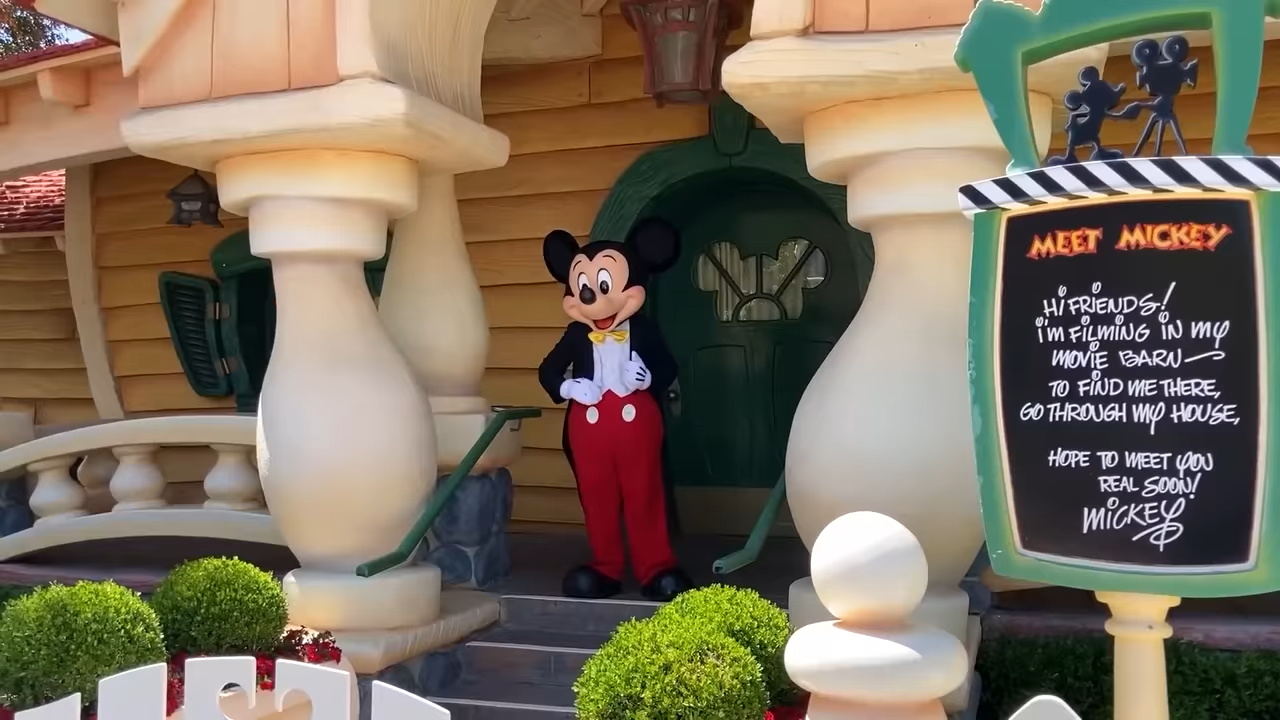 MEET MICKEY
Hi FRIENDS!
i'm FiLMiNG iN my
MOViE BARN
TO FiND ME THERE,
GO THROUGH my HOUSE,
HOPE TO MEET YOU
REAL SOON!
MiCKEY